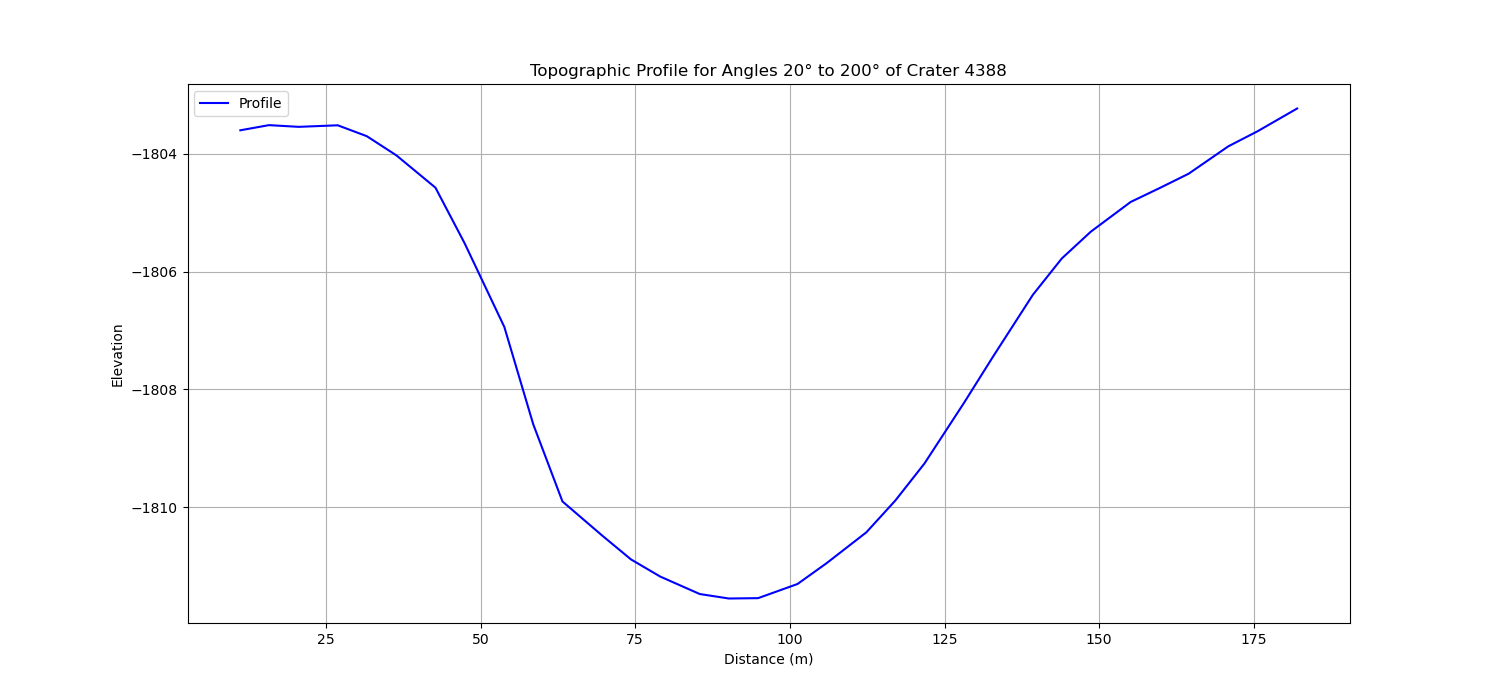 Topographic Profile for Angles 20° to 200° of Crater 4388
Profile
−1804
−1806
−1808
−1810
Elevation
25 50 75 100 125 150 175
Distance (m)